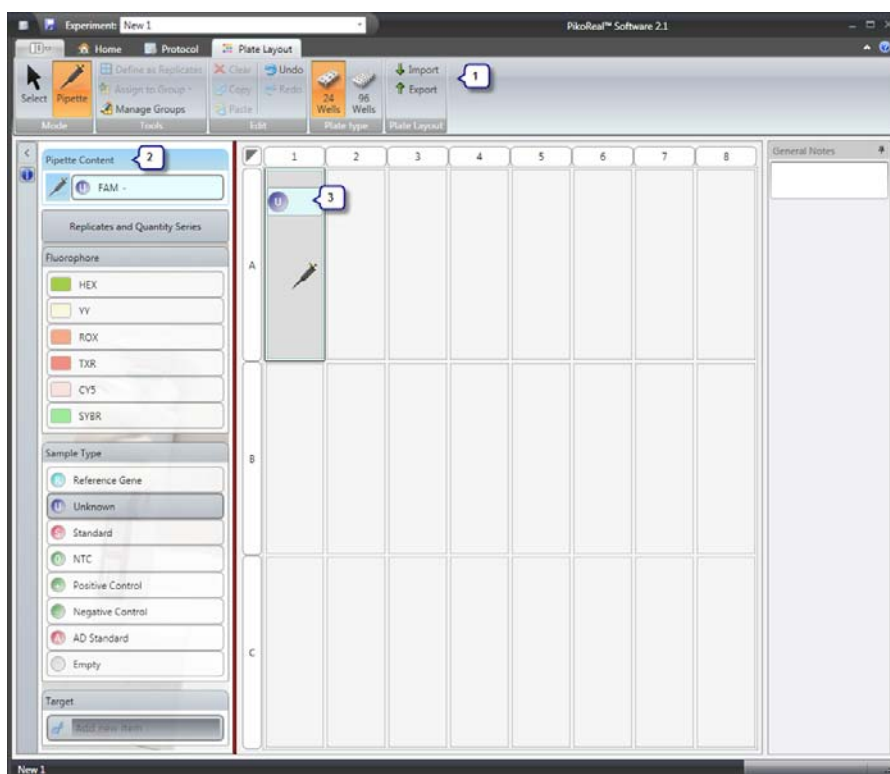 Experiment: New 1
PikoReal™ Software 2.1
Home Protocol Plate Layout
Select Pipette
Define as Replicates
Assign to Group
Manage Groups
Clear
Copy
Paste
Undo
Redo
24 Wells
96 Wells
Import
Export
1
Mode Tools Edit Plate type Plate Layout
Pipette Content 2
U FAM -
Replicates and Quantity Series
Fluorophore
HEX
YY
ROX
TXR
CY5
SYBR
Sample Type
Reference Gene
U Unknown
Standard
NTC
Positive Control
Negative Control
AD Standard
Empty
Target
Add new item
1 2 3 4 5 6 7 8
U 3
A
B
C
General Notes
New 1